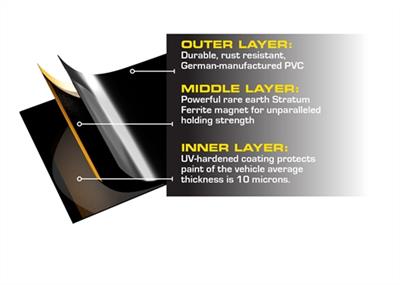 OUTER LAYER:
Durable, rust resistant,
German-manufactured PVC
MIDDLE LAYER:
Powerful rare earth Stratum
Ferrite magnet for unparalleled
holding strength
INNER LAYER:
UV-hardened coating protects
paint of the vehicle average
thickness is 10 microns.